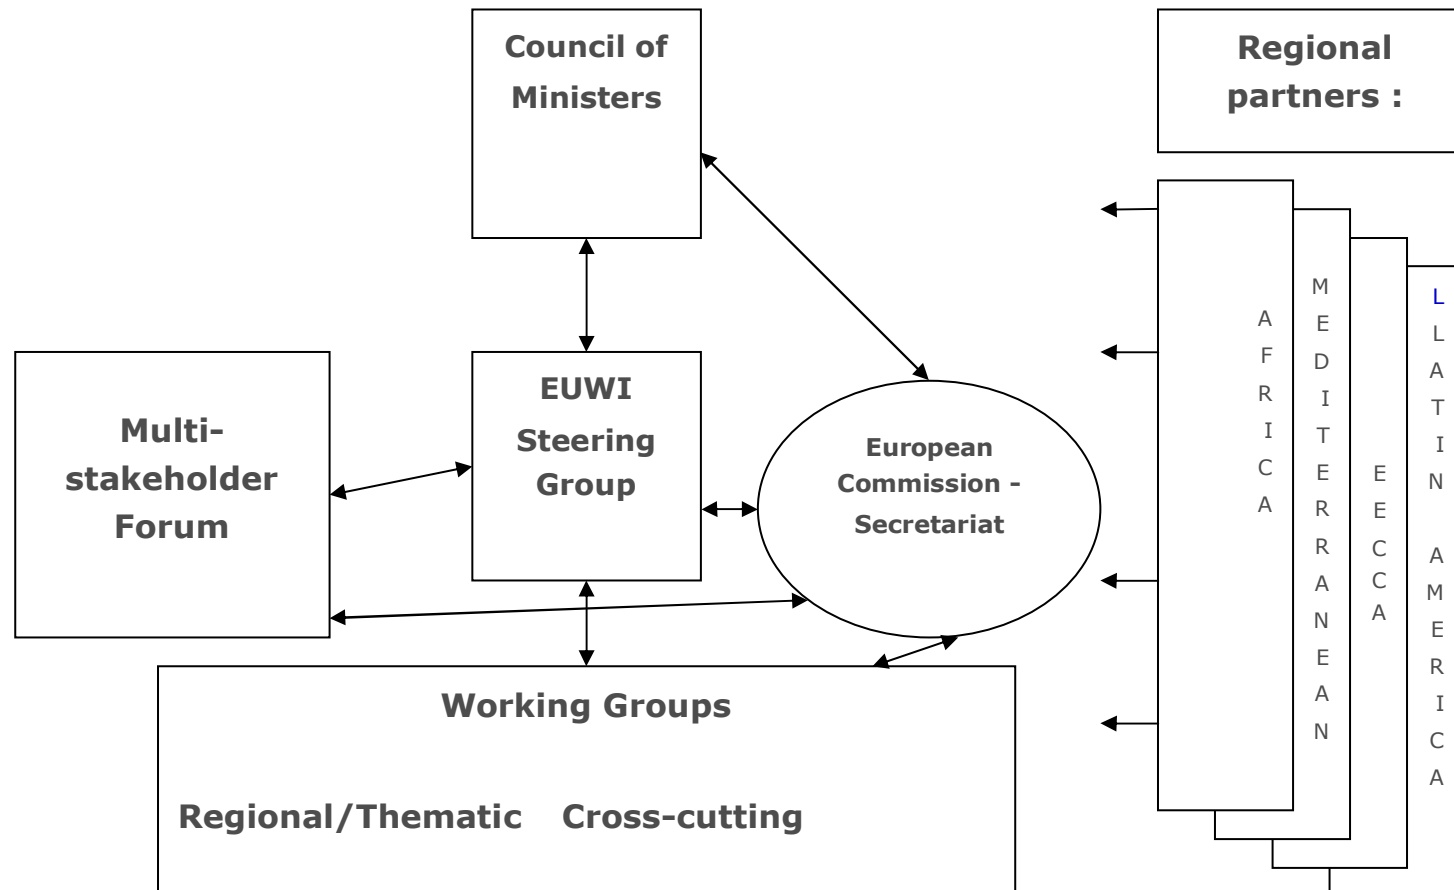 Council of
Ministers
Regional
partners :
Multi-
stakeholder
Forum
EUWI
Steering
Group
European
Commission -
Secretariat
AFRICA
MEDITERRANEAN
EECCA
LLATIN AMERICA
Working Groups
Regional/Thematic Cross-cutting